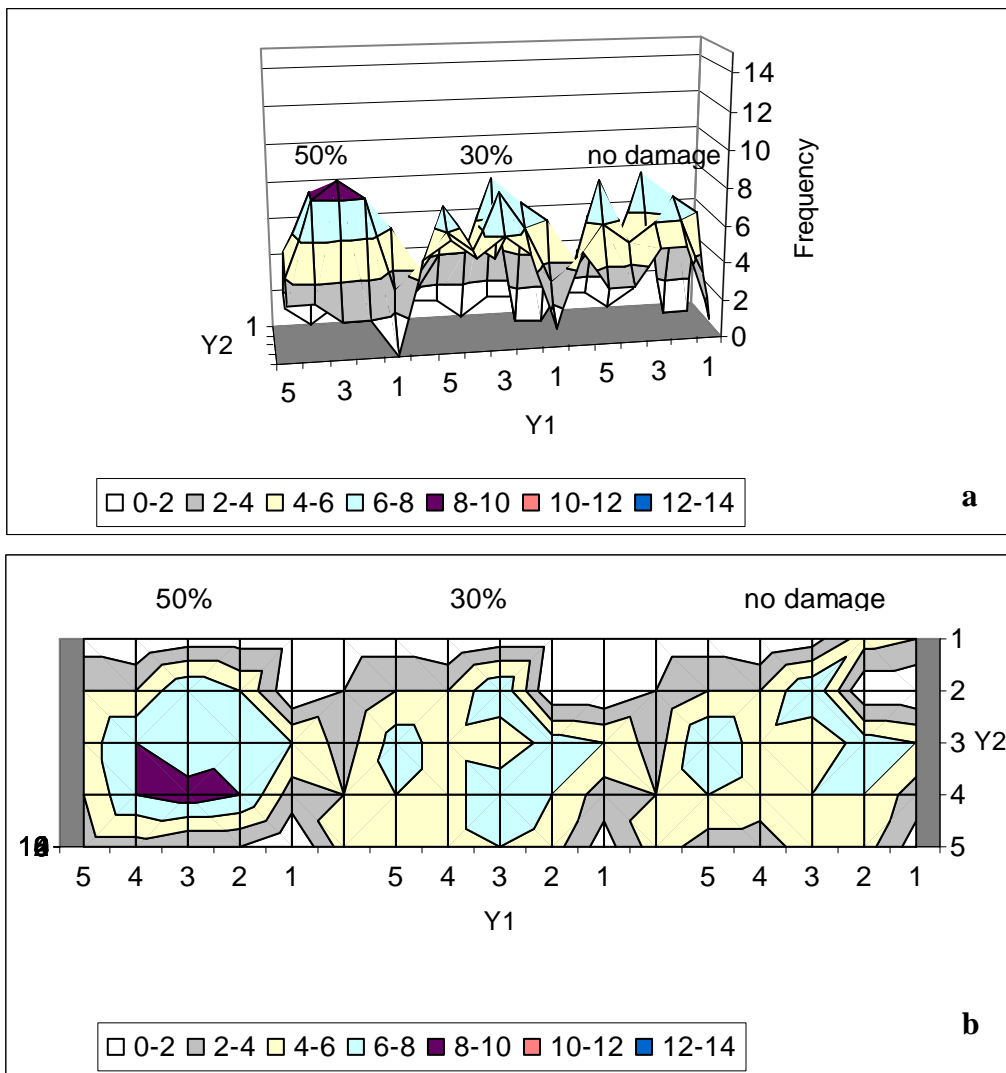 14
12
10
8
6
4
2
0
Frequency
50% 30% no damage
1
Y2
5 3 1 5 3 1 5 3 1
Y1
0-2 2-4 4-6 6-8 8-10 10-12 12-14
a
50% 30% no damage
1
2
3 Y2
4
5
5 4 3 2 1 5 4 3 2 1 5 4 3 2 1
Y1
0-2 2-4 4-6 6-8 8-10 10-12 12-14
b